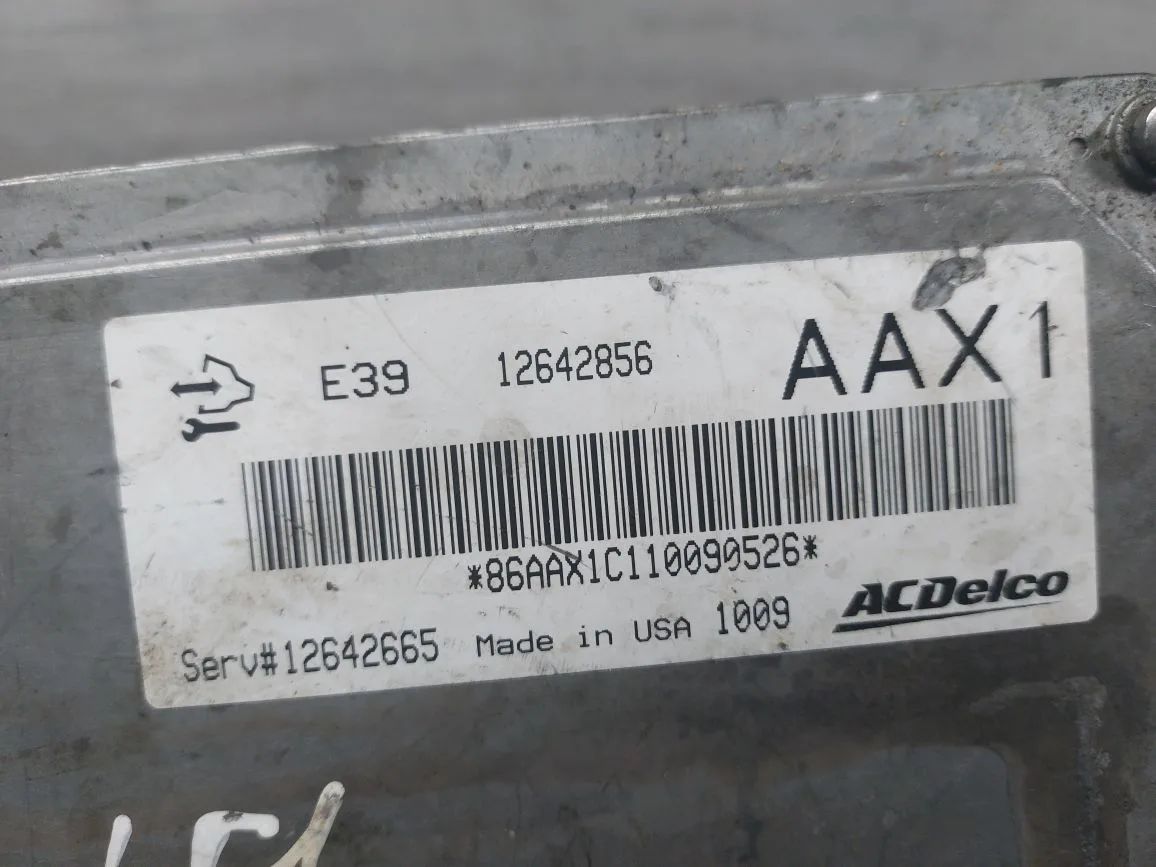 E39 12642856 AAX1
*86AAX1C110090526*
Serv#12642665 Made in USA 1009 ACDelco